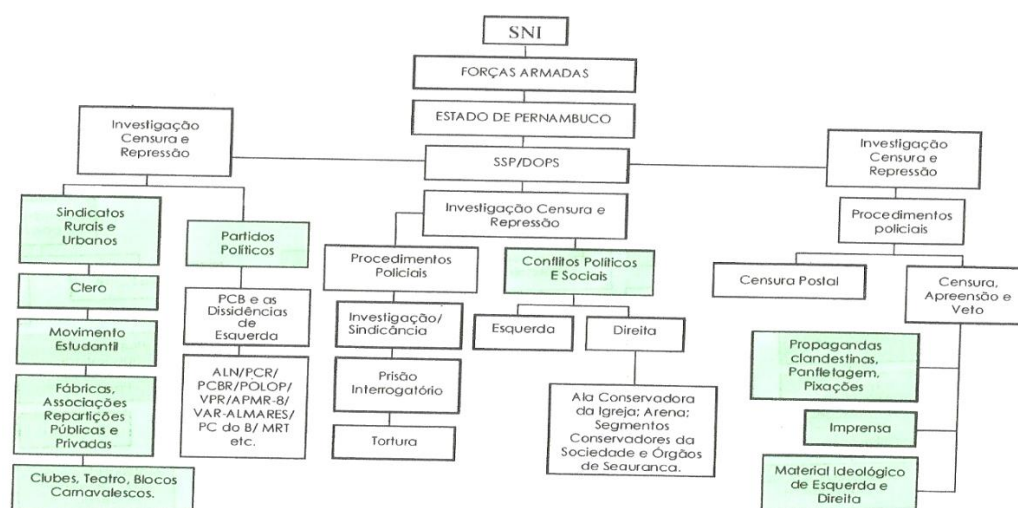 SNI
FORÇAS ARMADAS
ESTADO DE PERNAMBUCO
SSP/DOPS
Investigação
Censura e
Repressão
Sindicatos
Rurais e
Urbanos
Clero
Movimento
Estudantil
Fábricas,
Associações
Repartições
Públicas e
Privadas
Clubes, Teatro, Blocos
Carnavalescos.
Partidos
Políticos
PCB e as
Dissidências de
Esquerda
ALN/PCR/
PCBR/POLOP/
VPR/APMR-8/
VAR-ALMARES/
PC do B/ MRT
etc.
Investigação Censura e
Repressão
Procedimentos
Policiais
Investigação/
Sindicância
Prisão
Interrogatório
Tortura
Conflitos Políticos
E Sociais
Esquerda
Direita
Ala Conservadora
da Igreja; Arena;
Segmentos
Conservadores da
Sociedade e Órgãos
de Seauranca.
Investigação
Censura e
Repressão
Procedimentos
policiais
Censura Postal
Censura,
Apreensão e
Veto
Propagandas
clandestinas,
Panfletagem,
Pixações
Imprensa
Material Ideológico
de Esquerda e
Direita